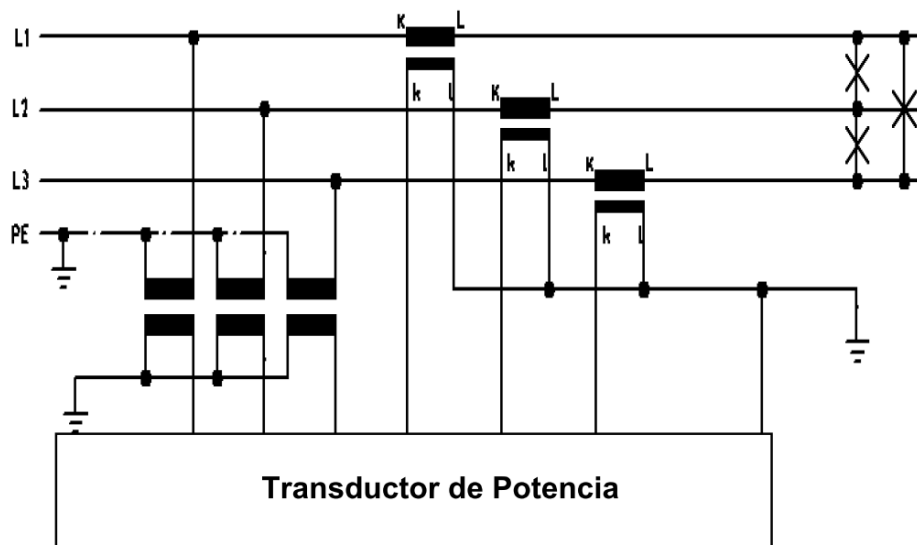 K L
L1
k l
K L
L2
k l
K L
L3
k l
PE
Transductor de Potencia